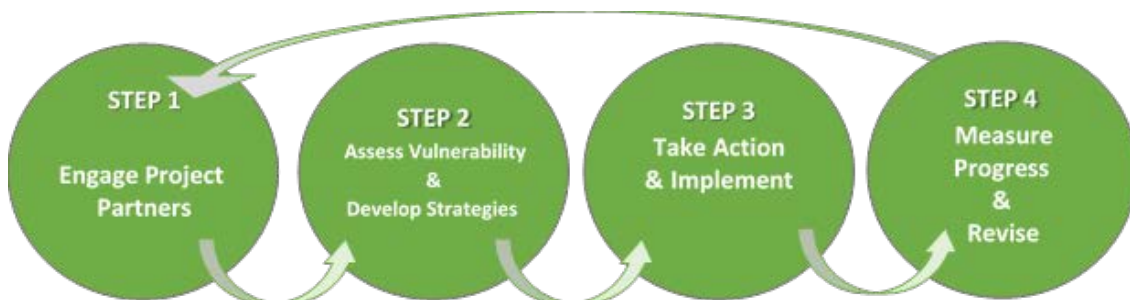 STEP 1
Engage Project
Partners
STEP 2
Assess Vulnerability
&
Develop Strategies
STEP 3
Take Action
& Implement
STEP 4
Measure
Progress
&
Revise